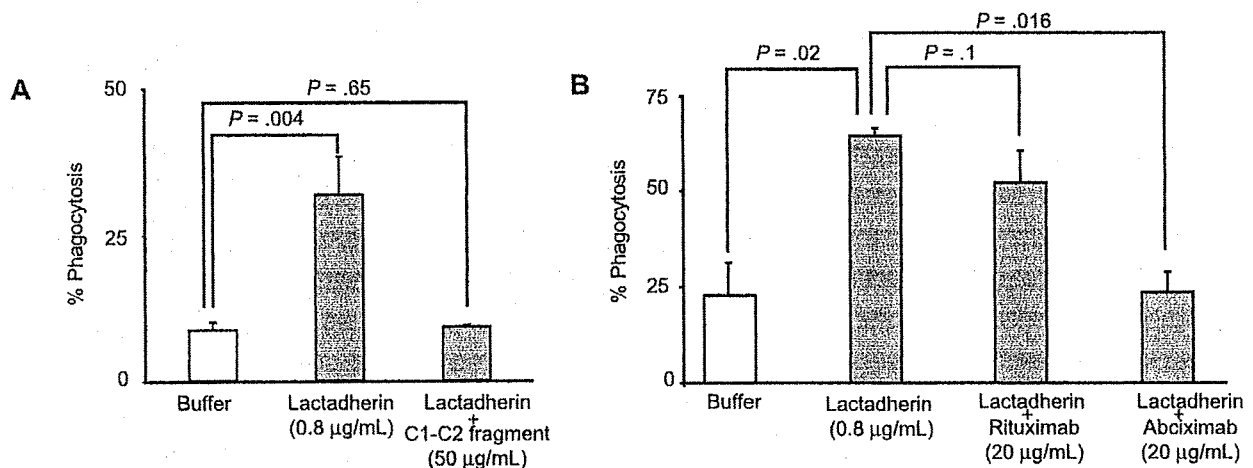 A
% Phagocytosis
50
25
0
P = .65
P = .004
Buffer
Lactadherin
(0.8 µg/mL)
Lactadherin
+
C1-C2 fragment
(50 µg/mL)
B
% Phagocytosis
75
50
25
0
P = .016
P = .02
P = .1
Buffer
Lactadherin
(0.8 µg/mL)
Lactadherin
+
Rituximab
(20 µg/mL)
Lactadherin
+
Abciximab
(20 µg/mL)